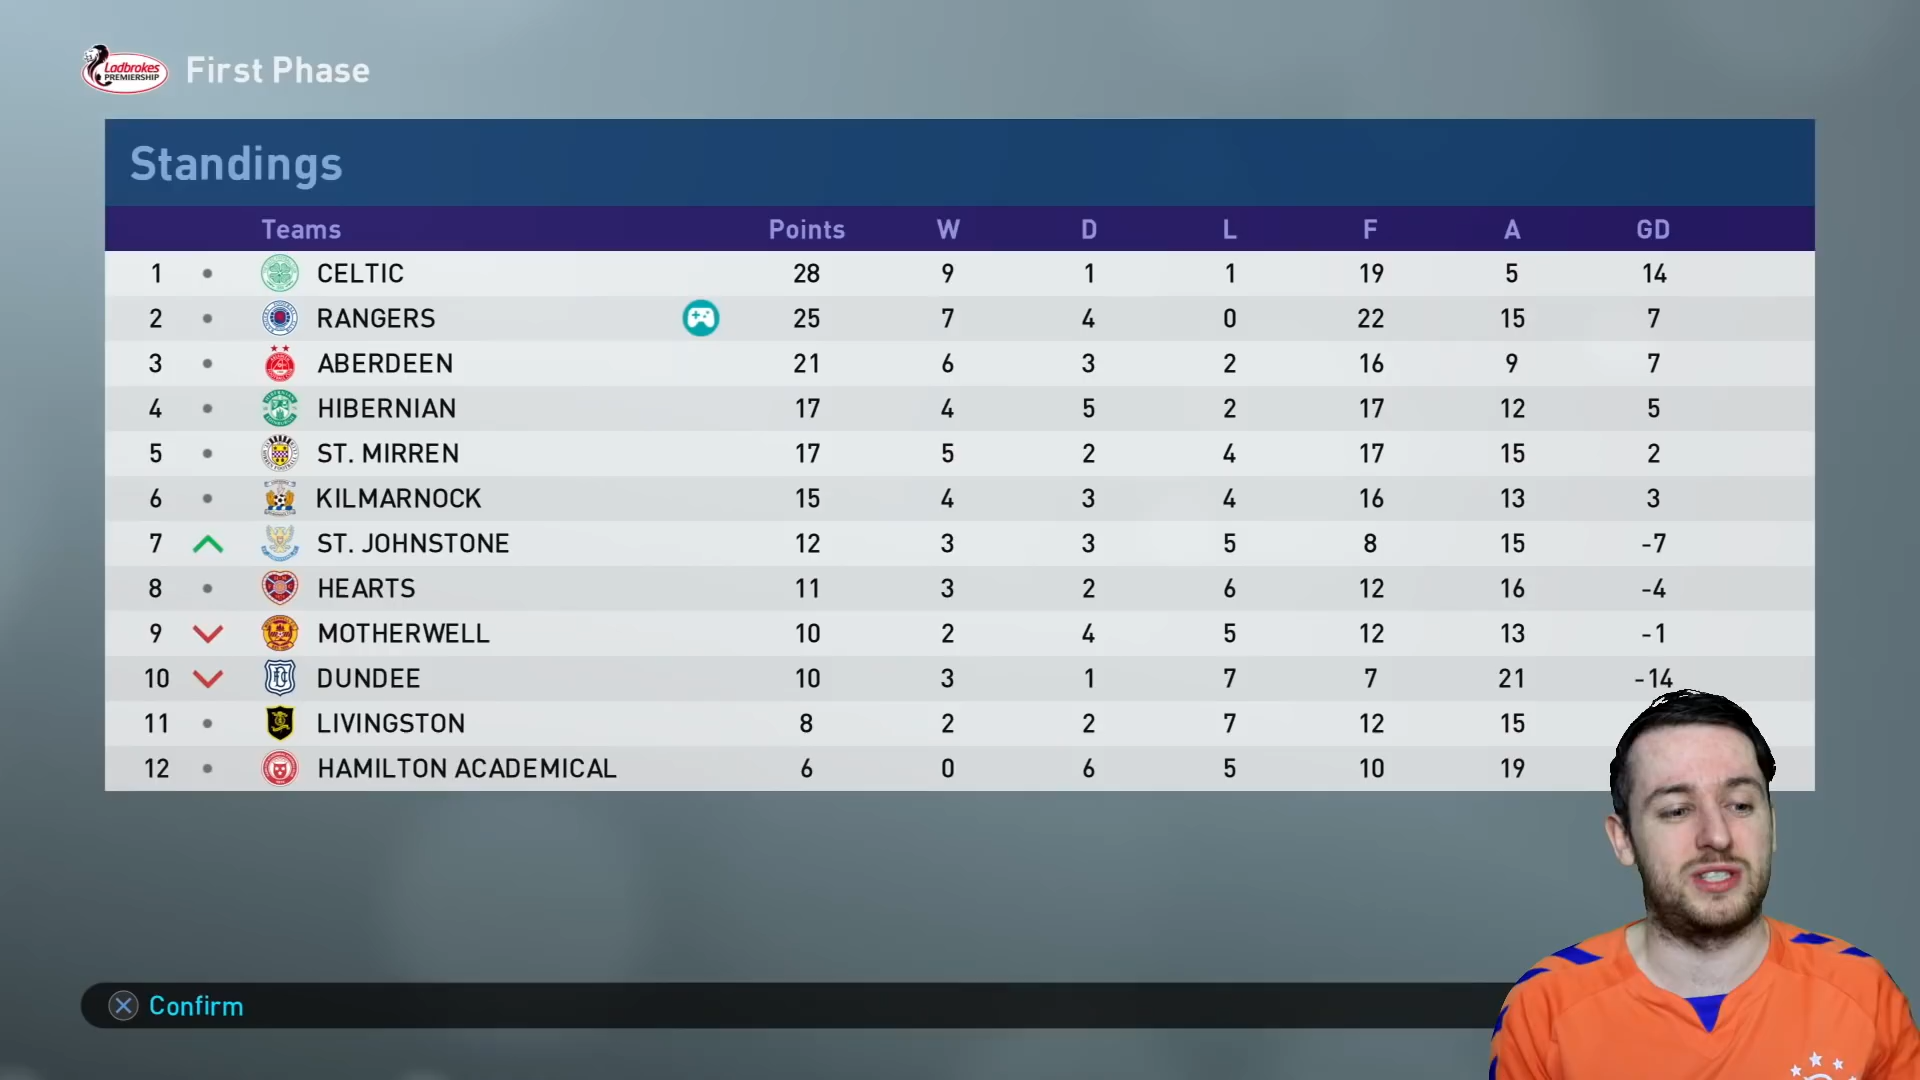 Ladbrokes
PREMIERSHIP
First Phase
Standings
Teams Points W D L F A GD
1 CELTIC 28 9 1 1 19 5 14
2 RANGERS 25 7 4 0 22 15 7
3 ABERDEEN 21 6 3 2 16 9 7
4 HIBERNIAN 17 4 5 2 17 12 5
5 ST. MIRREN 17 5 2 4 17 15 2
6 KILMARNOCK 15 4 3 4 16 13 3
7 ST. JOHNSTONE 12 3 3 5 8 15 -7
8 HEARTS 11 3 2 6 12 16 -4
9 MOTHERWELL 10 2 4 5 12 13 -1
10 DUNDEE 10 3 1 7 7 21 -14
11 LIVINGSTON 8 2 2 7 12 15
12 HAMILTON ACADEMICAL 6 0 6 5 10 19
Confirm